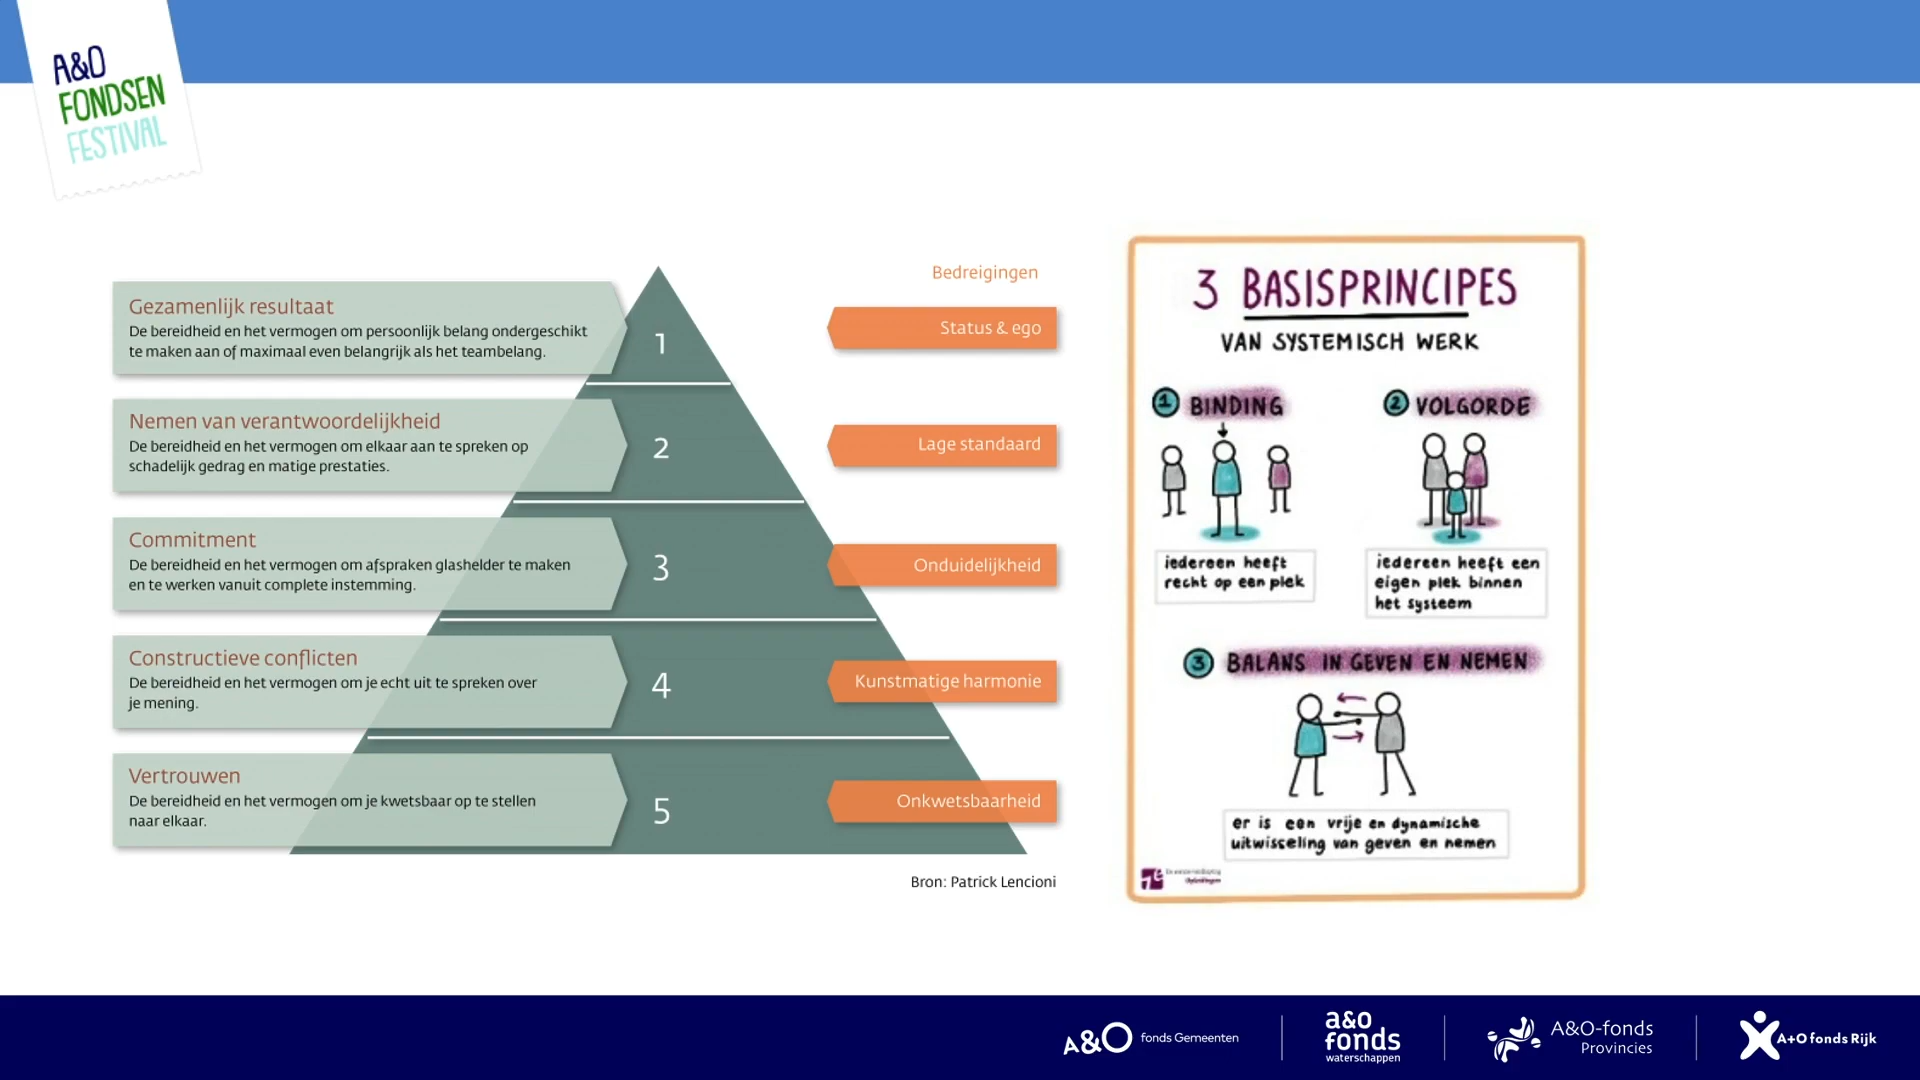 A&O
FONDSEN
FESTIVAL
Bedreigingen
Gezamenlijk resultaat
De bereidheid en het vermogen om persoonlijk belang ondergeschikt
te maken aan of maximaal even belangrijk als het teambelang.
1
Status & ego
Nemen van verantwoordelijkheid
De bereidheid en het vermogen om elkaar aan te spreken op
schadelijk gedrag en matige prestaties.
2
Lage standaard
Commitment
De bereidheid en het vermogen om afspraken glashelder te maken
en te werken vanuit complete instemming.
3
Onduidelijkheid
Constructieve conflicten
De bereidheid en het vermogen om je echt uit te spreken over
je mening.
4
Kunstmatige harmonie
Vertrouwen
De bereidheid en het vermogen om je kwetsbaar op te stellen
naar elkaar.
5
Onkwetsbaarheid
Bron: Patrick Lencioni
3 BASISPRINCIPES
VAN SYSTEMISCH WERK
1 BINDING
iedereen heeft
recht op een plek
2 VOLGORDE
iedereen heeft een
eigen plek binnen
het systeem
3 BALANS IN GEVEN EN NEMEN
er is een vrije en dynamische
uitwisseling van geven en nemen
A&O fonds Gemeenten
a&o
fonds
waterschappen
A&O-fonds
Provincies
A+O fonds Rijk